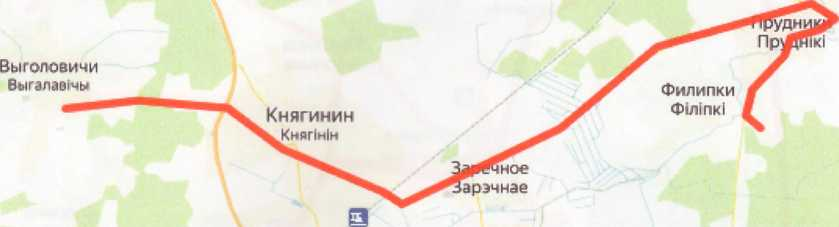 Выголовичи
Выгалавічы
Княгинин
Княгінін
Заречное
Зарэчнае
Филипки
Філіпкі
Прудники
Пруднікі